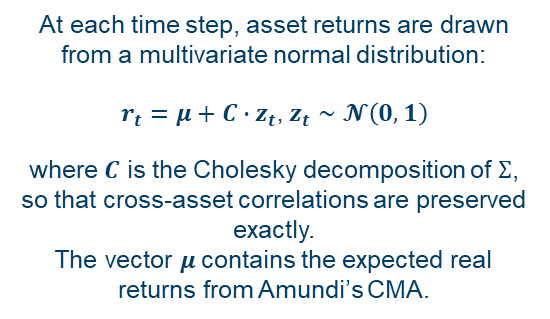 At each time step, asset returns are drawn
from a multivariate normal distribution:
r_t = μ + C · z_t, z_t ~ 𝒩(0, 1)
where C is the Cholesky decomposition of Σ,
so that cross-asset correlations are preserved
exactly.
The vector μ contains the expected real
returns from Amundi’s CMA.